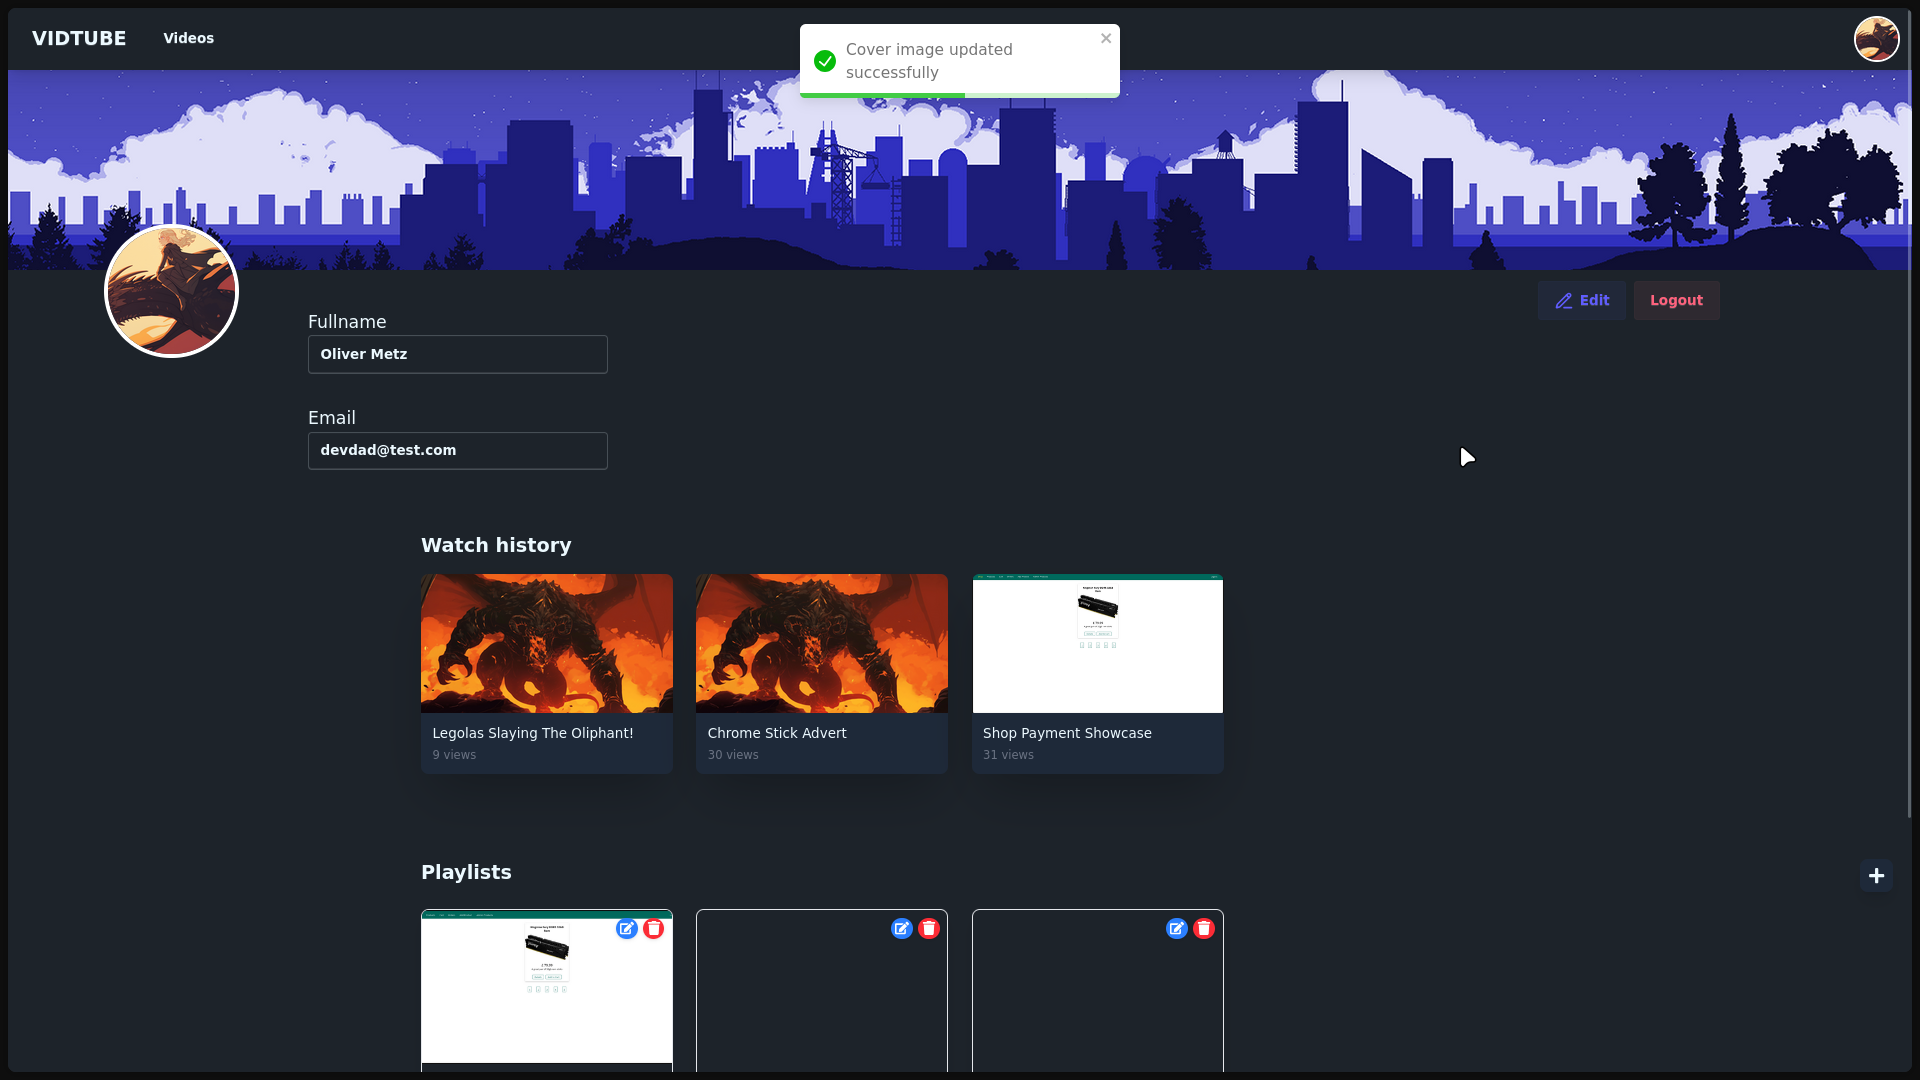 VIDTUBE Videos
Cover image updated
successfully
Edit Logout
Fullname
Oliver Metz
Email
devdad@test.com
Watch history
Legolas Slaying The Oliphant!
9 views
Chrome Stick Advert
30 views
Shop Payment Showcase
31 views
Playlists